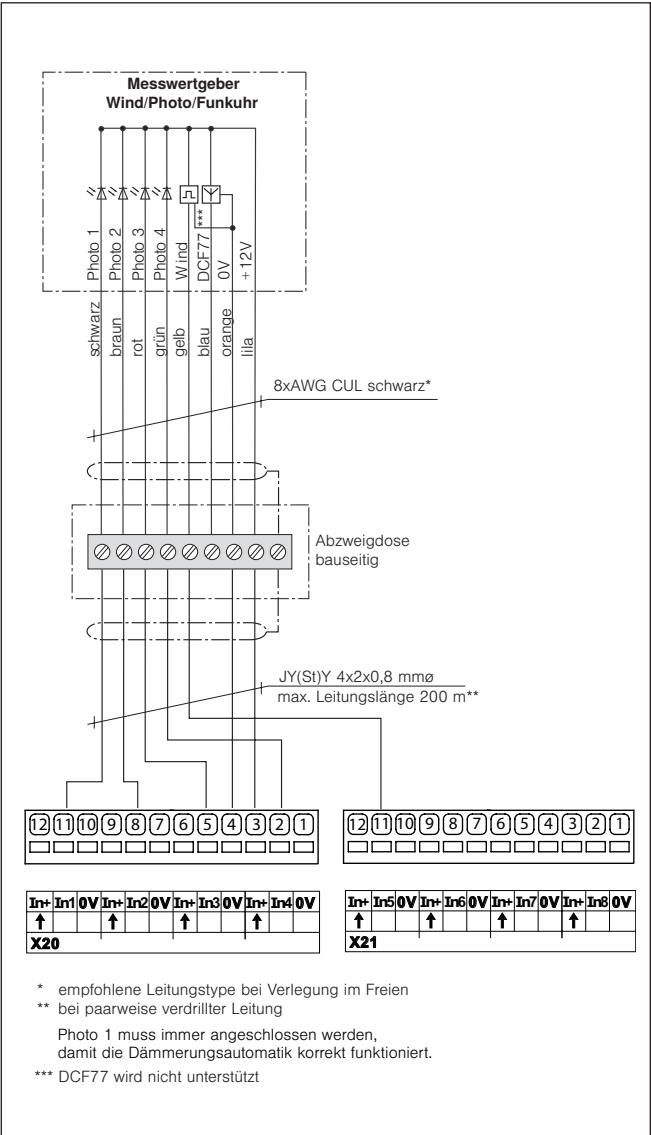 Messwertgeber
Wind/Photo/Funkuhr
Photo 1
Photo 2
Photo 3
Photo 4
Wind
DCF77
***
0V
+12V
schwarz
braun
rot
grün
gelb
blau
orange
lila
8xAWG CUL schwarz*
Abzweigdose
bauseitig
JY(St)Y 4x2x0,8 mmø
max. Leitungslänge 200 m**
12 11 10 9 8 7 6 5 4 3 2 1
12 11 10 9 8 7 6 5 4 3 2 1
In+ In1 0V In+ In2 0V In+ In3 0V In+ In4 0V
X20
In+ In5 0V In+ In6 0V In+ In7 0V In+ In8 0V
X21
* empfohlene Leitungstype bei Verlegung im Freien
** bei paarweise verdrillter Leitung
Photo 1 muss immer angeschlossen werden,
damit die Dämmerungsautomatik korrekt funktioniert.
*** DCF77 wird nicht unterstützt